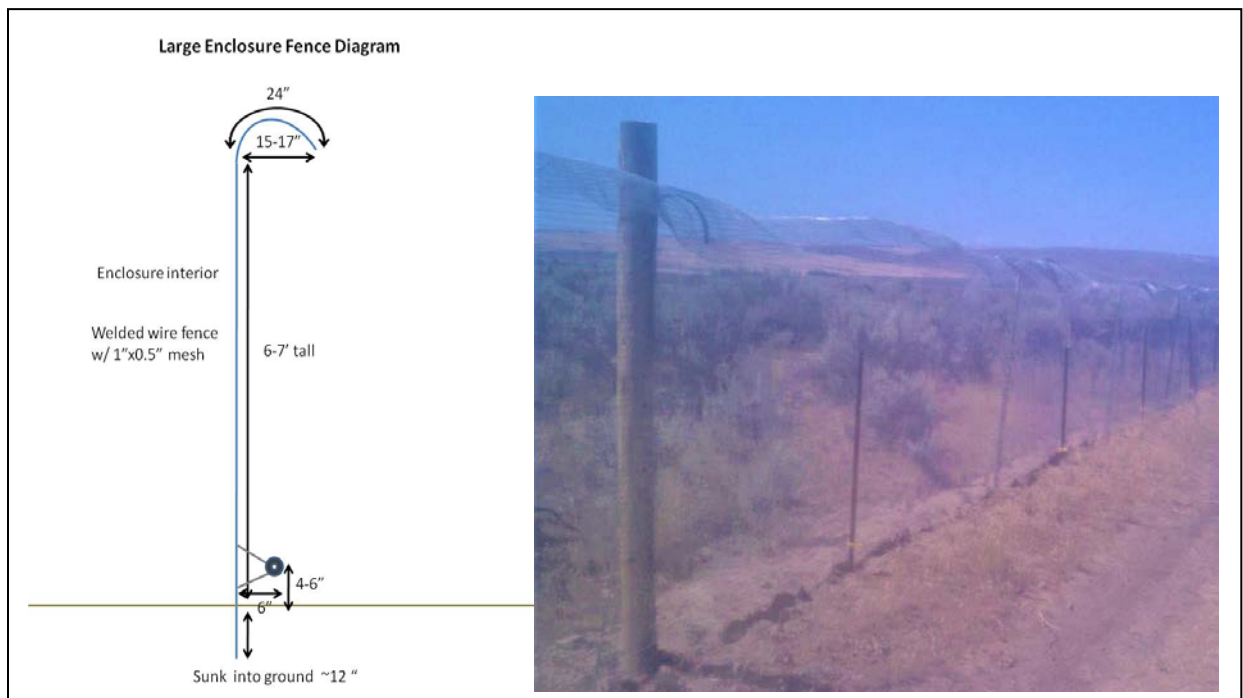 Large Enclosure Fence Diagram
24”
15-17”
Enclosure interior
Welded wire fence
w/ 1”x0.5” mesh
6-7’ tall
4-6”
6”
Sunk into ground ~12 “